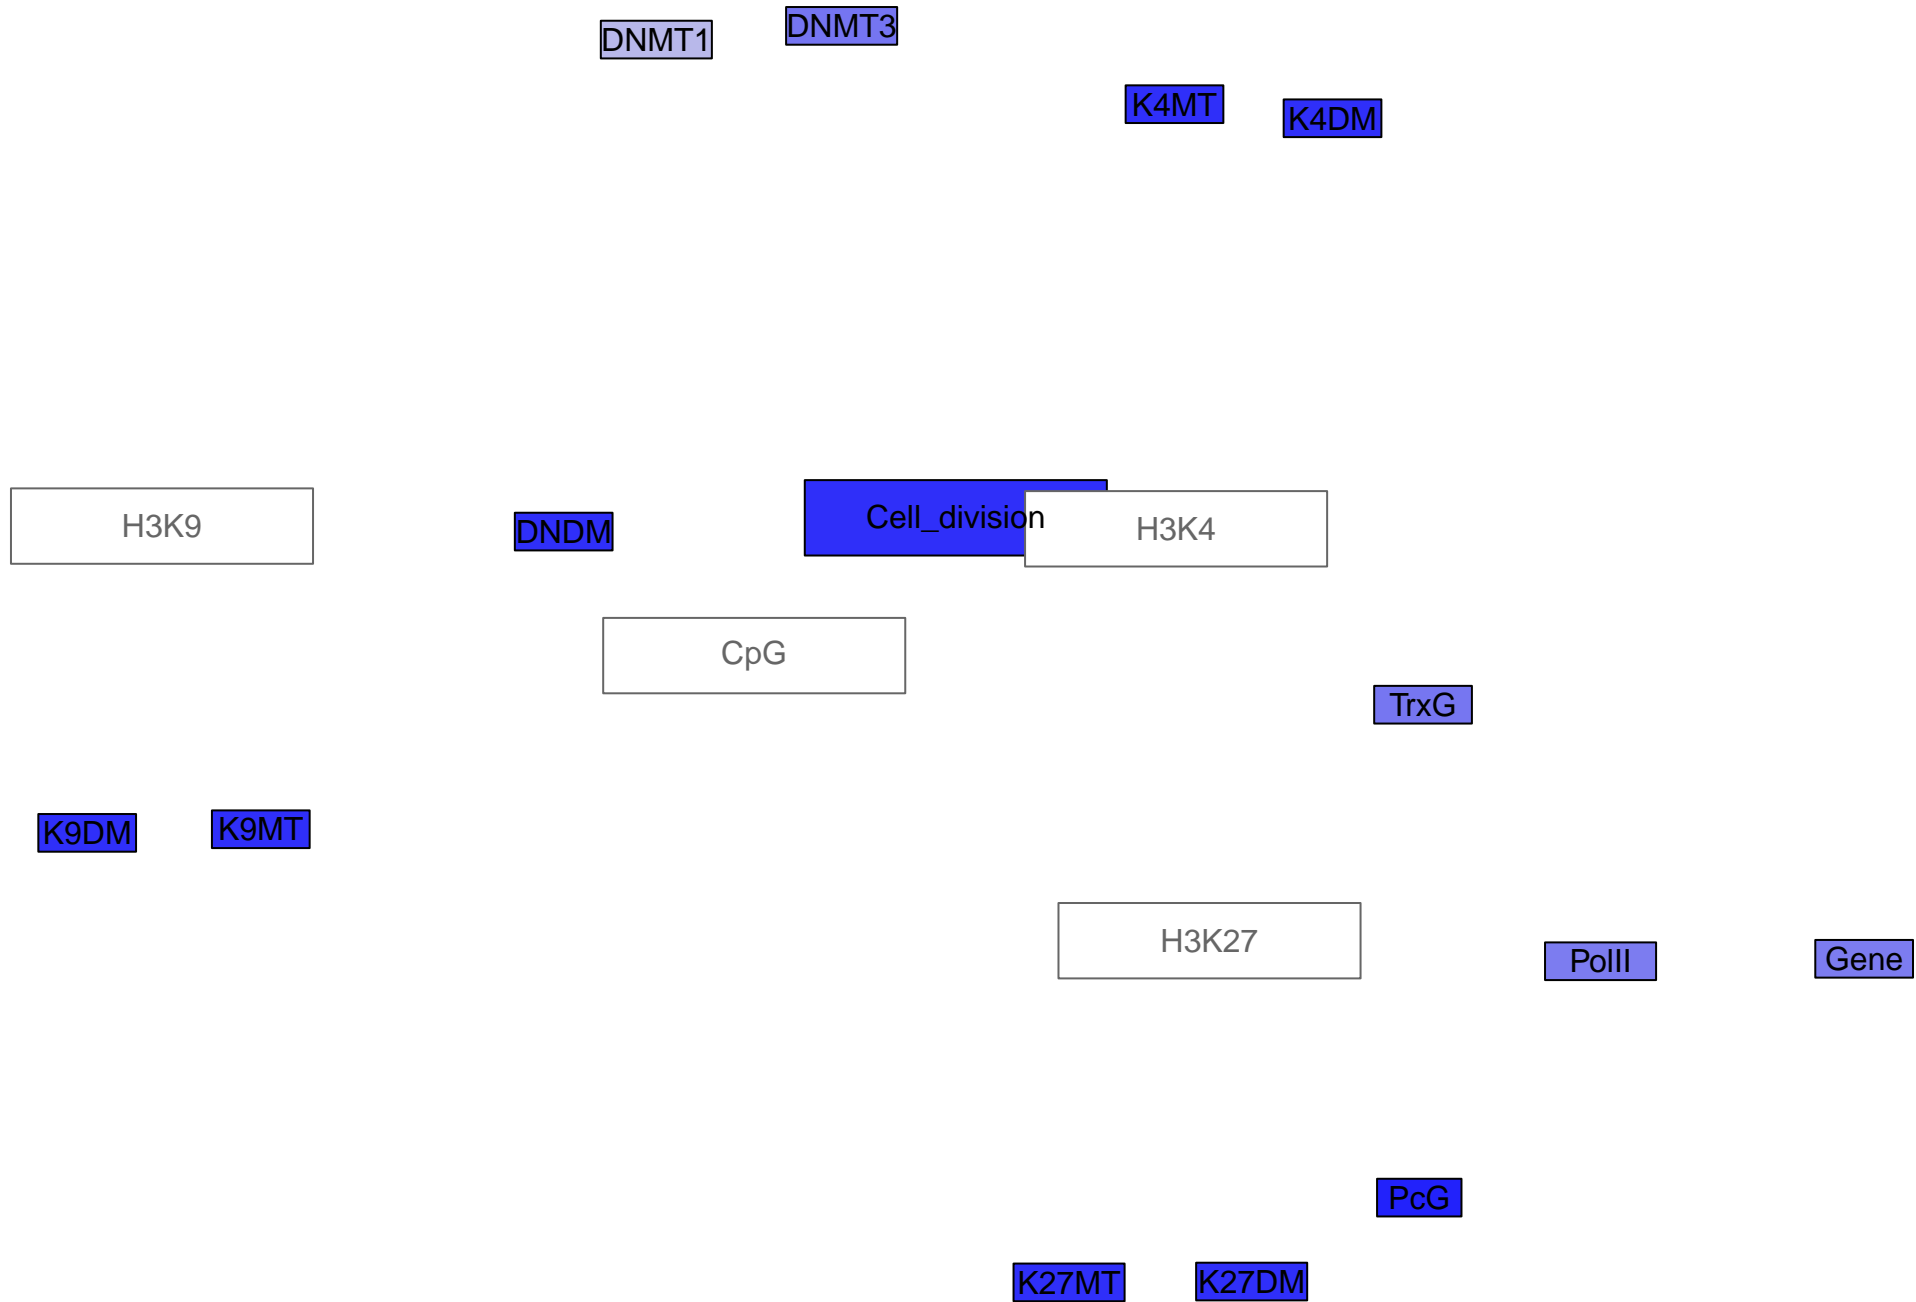 DNMT1
DNMT3
K4MT
K4DM
H3K9
DNDM
Cell_division
H3K4
CpG
TrxG
K9DM
K9MT
H3K27
PolII
Gene
PcG
K27MT
K27DM